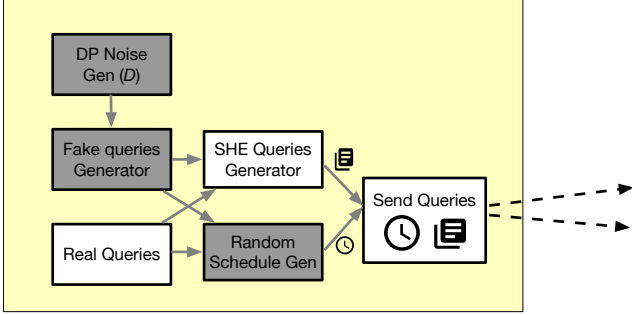 DP Noise
Gen (D)
Fake queries
Generator
SHE Queries
Generator
Send Queries
Real Queries
Random
Schedule Gen